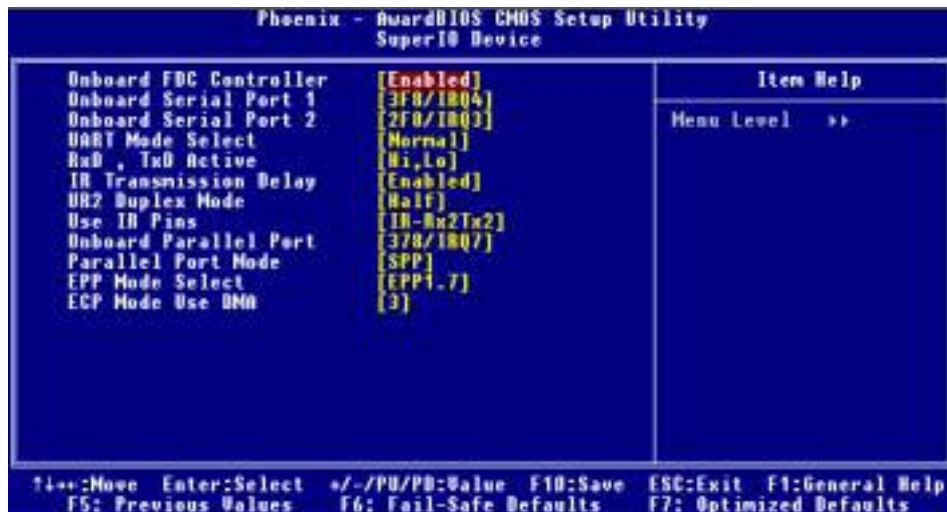 Phoenix - AwardBIOS CMOS Setup Utility
SuperIO Device
Onboard FDC Controller [Enabled]
Onboard Serial Port 1 [3F8/IRQ4]
Onboard Serial Port 2 [2F8/IRQ3]
UART Mode Select [Normal]
RxD , TxD Active [Hi,Lo]
IR Transmission Delay [Enabled]
UR2 Duplex Mode [Half]
Use IR Pins [IR-Rx2Tx2]
Onboard Parallel Port [378/IRQ7]
Parallel Port Mode [SPP]
EPP Mode Select [EPP1.7]
ECP Mode Use DMA [3]
Item Help
Menu Level ▸▸
↑↓→←:Move Enter:Select +/-/PU/PD:Value F10:Save ESC:Exit F1:General Help
F5: Previous Values F6: Fail-Safe Defaults F7: Optimized Defaults